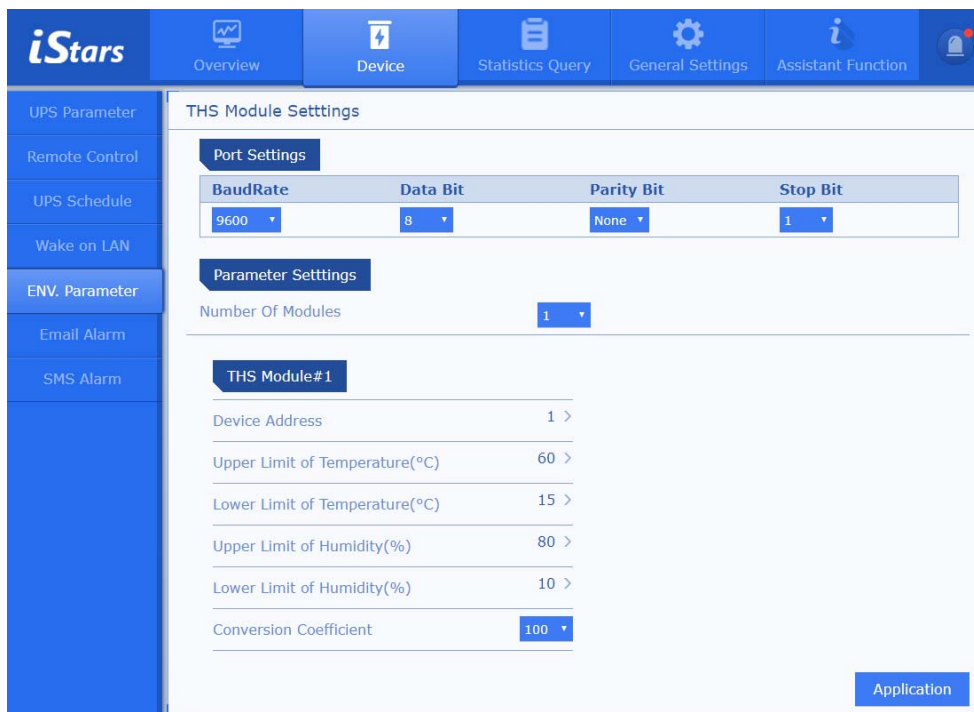 iStars
Overview
Device
Statistics Query
General Settings
Assistant Function
UPS Parameter
Remote Control
UPS Schedule
Wake on LAN
ENV. Parameter
Email Alarm
SMS Alarm
THS Module Setttings
Port Settings
BaudRate Data Bit Parity Bit Stop Bit
9600 8 None 1
Parameter Setttings
Number Of Modules 1
THS Module#1
Device Address 1 >
Upper Limit of Temperature(°C) 60 >
Lower Limit of Temperature(°C) 15 >
Upper Limit of Humidity(%) 80 >
Lower Limit of Humidity(%) 10 >
Conversion Coefficient 100
Application